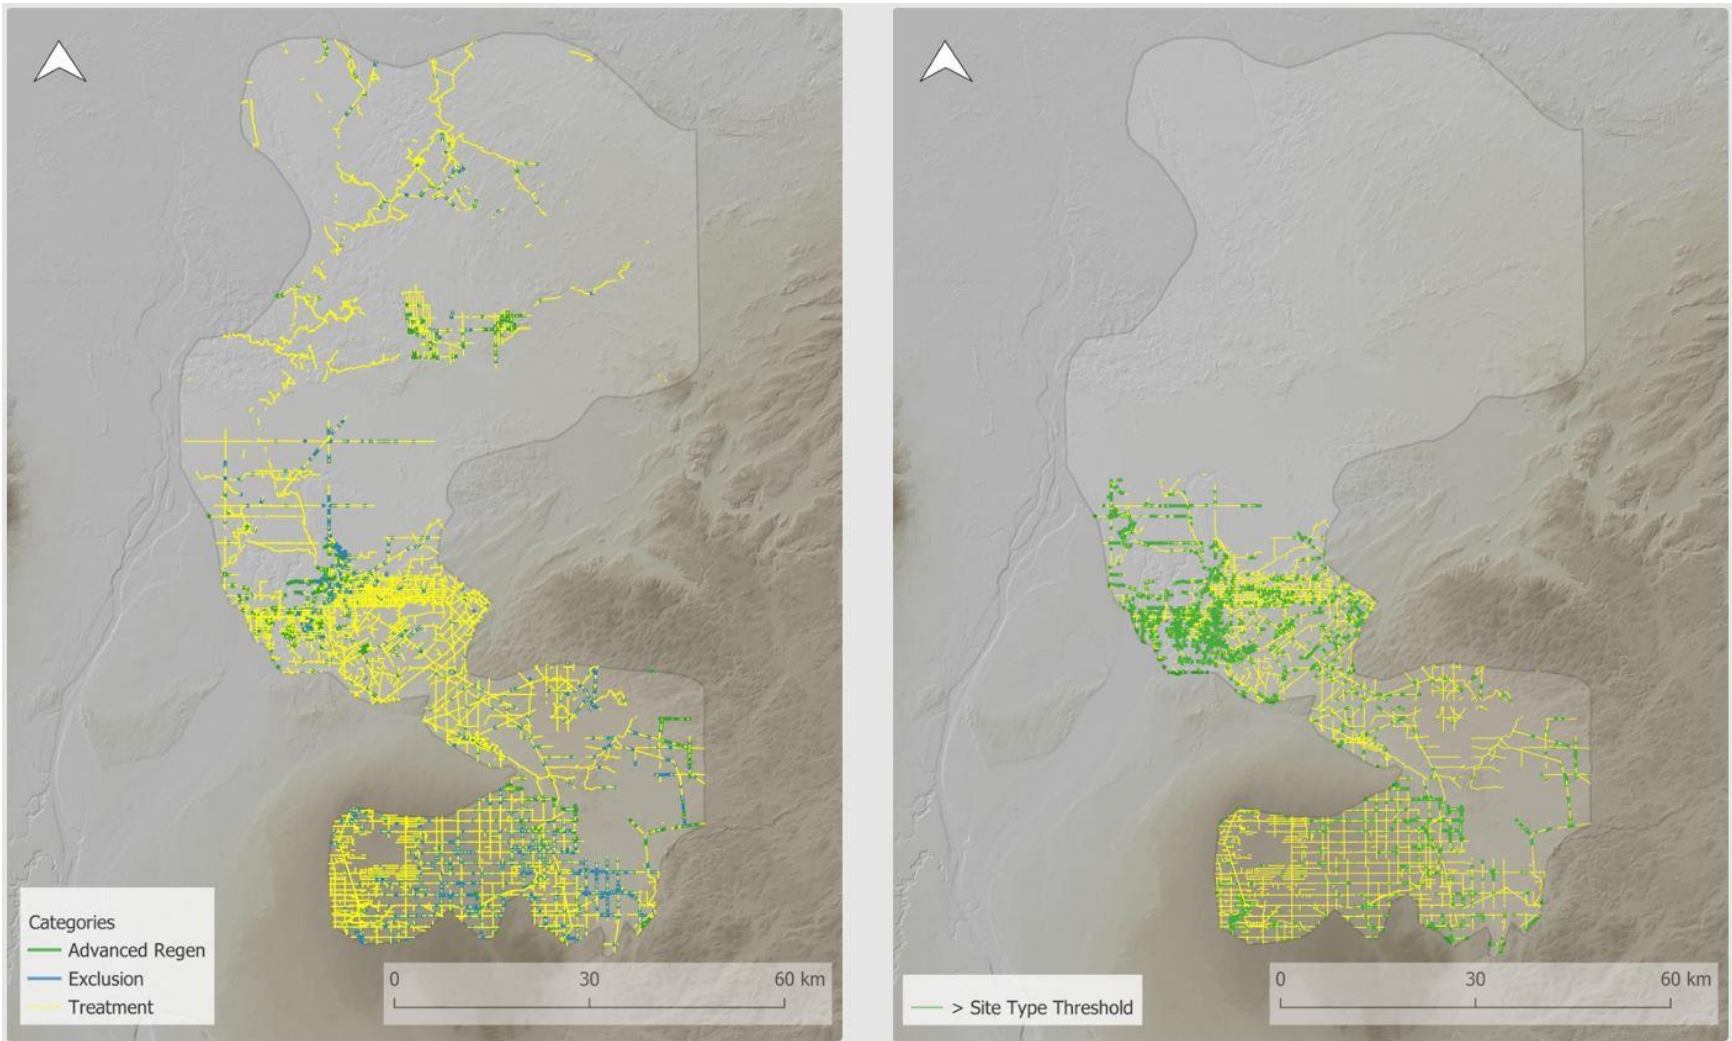 Categories
Advanced Regen
Exclusion
Treatment
0 30 60 km
> Site Type Threshold
0 30 60 km